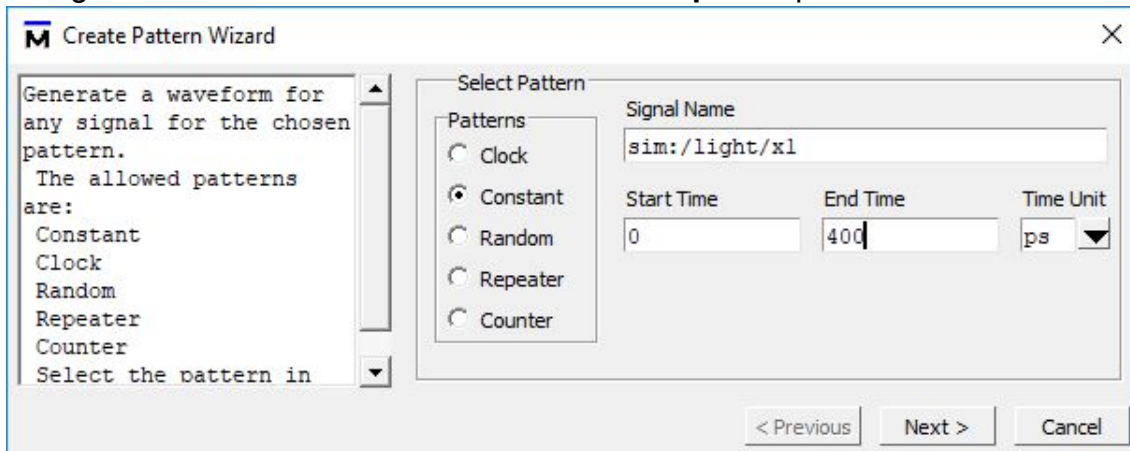 Create Pattern Wizard
Generate a waveform for
any signal for the chosen
pattern.
The allowed patterns
are:
Constant
Clock
Random
Repeater
Counter
Select the pattern in
Select Pattern
Patterns
Clock
Constant
Random
Repeater
Counter
Signal Name
sim:/light/x1
Start Time End Time Time Unit
0 400 ps
< Previous Next > Cancel